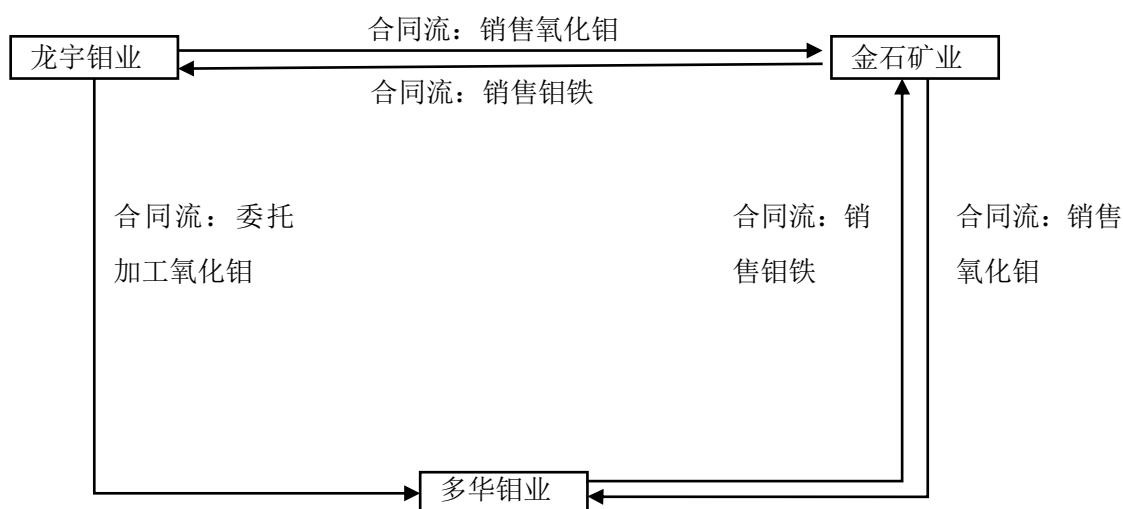 合同流：销售氧化钼
龙宇钼业
金石矿业
合同流：销售钼铁
合同流：委托
加工氧化钼
合同流：销
售钼铁
合同流：销售
氧化钼
多华钼业